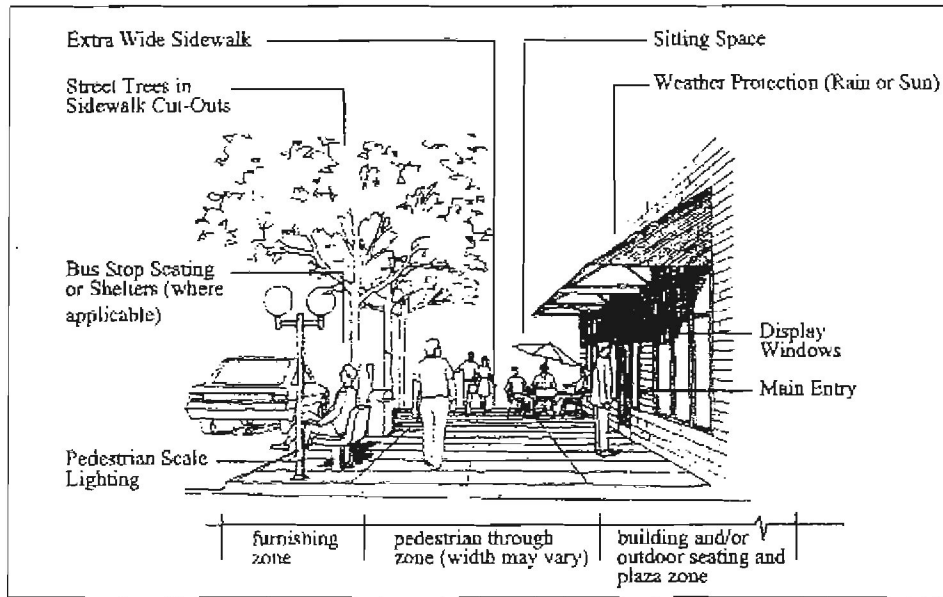 Extra Wide Sidewalk
Sitting Space
Street Trees in
Sidewalk Cut-Outs
Weather Protection (Rain or Sun)
Bus Stop Seating
or Shelters (where
applicable)
Display
Windows
Main Entry
Pedestrian Scale
Lighting
furnishing
zone
pedestrian through
zone (width may vary)
building and/or
outdoor seating and
plaza zone